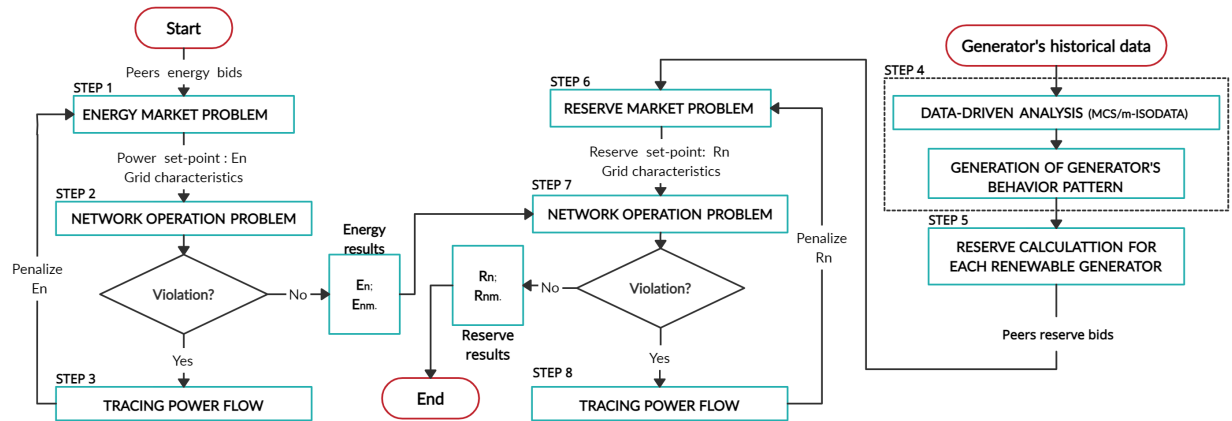 Start
Peers energy bids
STEP 1
ENERGY MARKET PROBLEM
Power set-point : En
Grid characteristics
STEP 2
NETWORK OPERATION PROBLEM
Penalize
En
Violation?
No
Yes
STEP 3
TRACING POWER FLOW
Energy
results
En;
Enm.
STEP 6
RESERVE MARKET PROBLEM
Reserve set-point: Rn
Grid characteristics
STEP 7
NETWORK OPERATION PROBLEM
Penalize
Rn
Violation?
No
Rn;
Rnm.
Reserve
results
End
Yes
STEP 8
TRACING POWER FLOW
Generator's historical data
STEP 4
DATA-DRIVEN ANALYSIS (MCS/m-ISODATA)
GENERATION OF GENERATOR'S
BEHAVIOR PATTERN
STEP 5
RESERVE CALCULATTION FOR
EACH RENEWABLE GENERATOR
Peers reserve bids